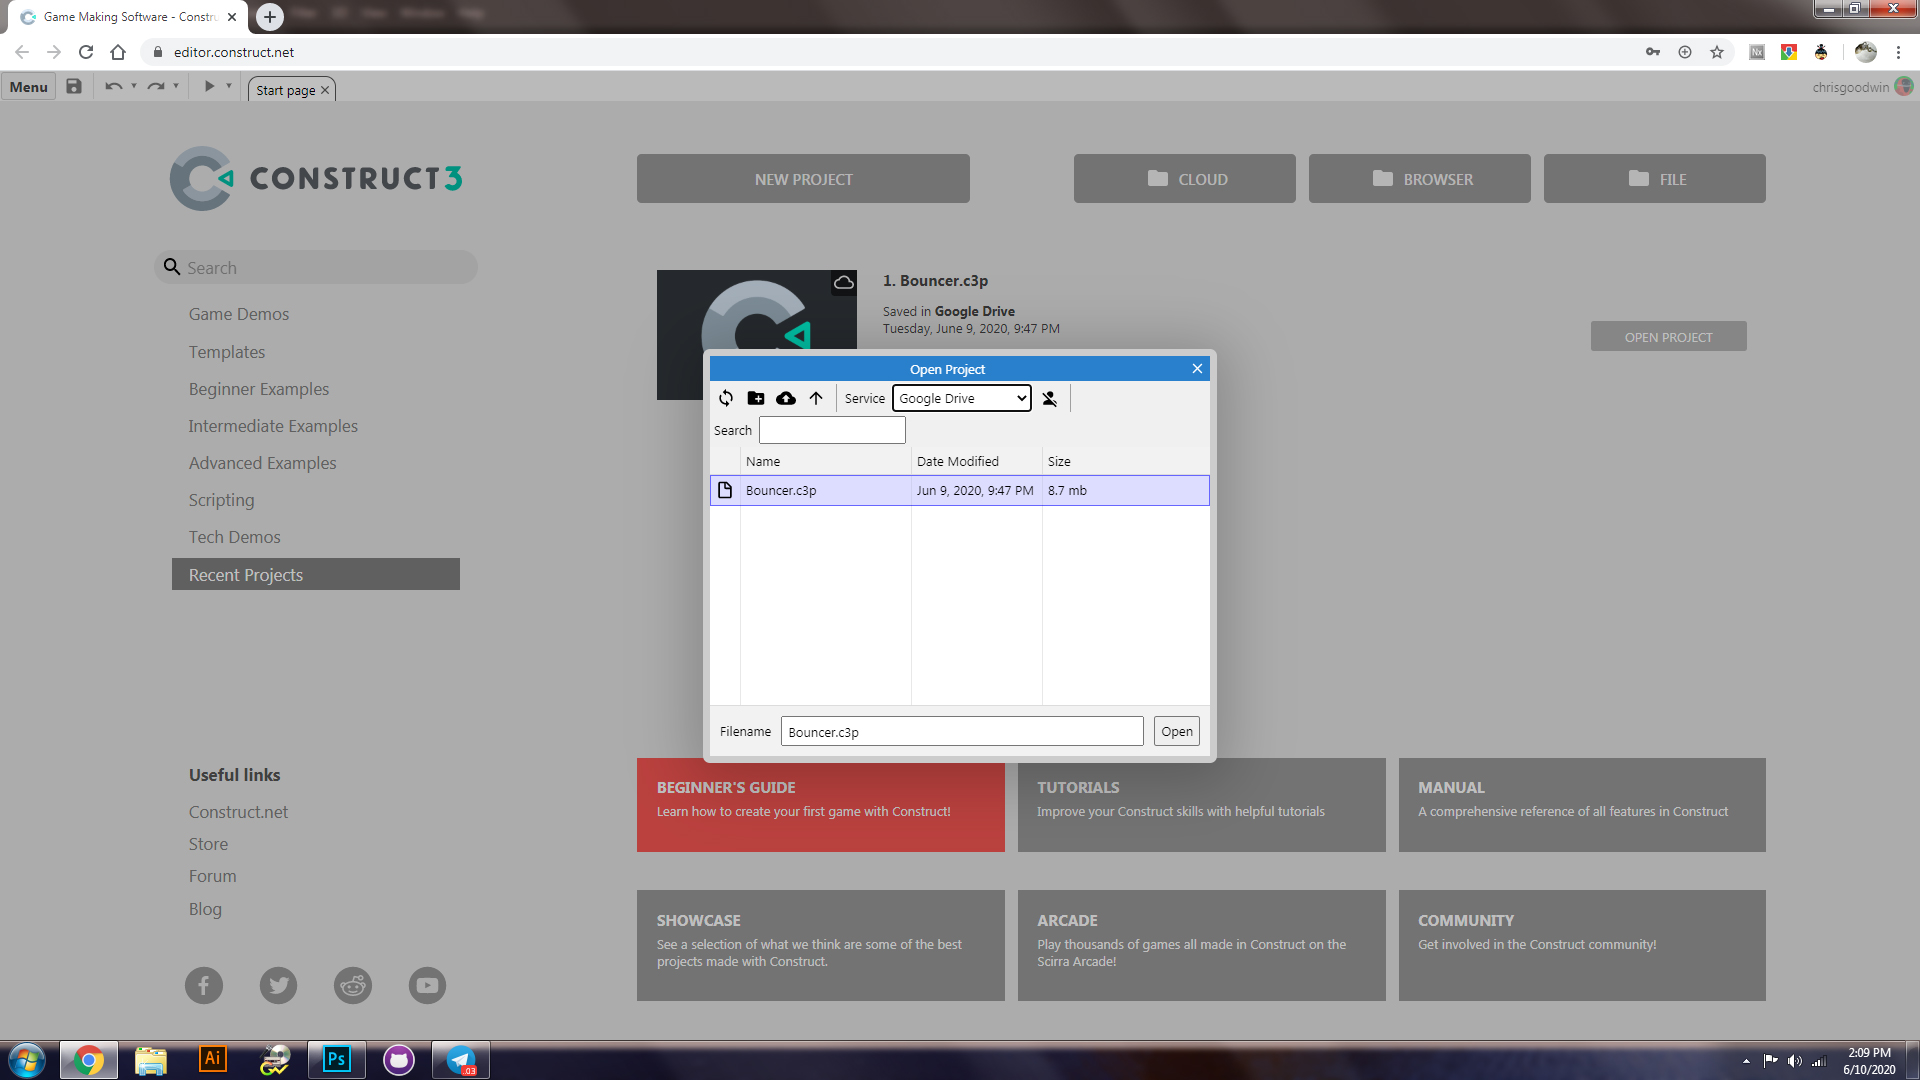 Game Making Software - Constru
editor.construct.net
Menu
Start page
chrisgoodwin
CONSTRUCT 3
NEW PROJECT
CLOUD
BROWSER
FILE
Search
Game Demos
Templates
Beginner Examples
Intermediate Examples
Advanced Examples
Scripting
Tech Demos
Recent Projects
1. Bouncer.c3p
Saved in Google Drive
Tuesday, June 9, 2020, 9:47 PM
OPEN PROJECT
Open Project
Service Google Drive
Search
Name Date Modified Size
Bouncer.c3p Jun 9, 2020, 9:47 PM 8.7 mb
Filename Bouncer.c3p Open
Useful links
Construct.net
Store
Forum
Blog
BEGINNER'S GUIDE
Learn how to create your first game with Construct!
TUTORIALS
Improve your Construct skills with helpful tutorials
MANUAL
A comprehensive reference of all features in Construct
SHOWCASE
See a selection of what we think are some of the best
projects made with Construct.
ARCADE
Play thousands of games all made in Construct on the
Scirra Arcade!
COMMUNITY
Get involved in the Construct community!
Ai
Ps
.03
2:09 PM
6/10/2020